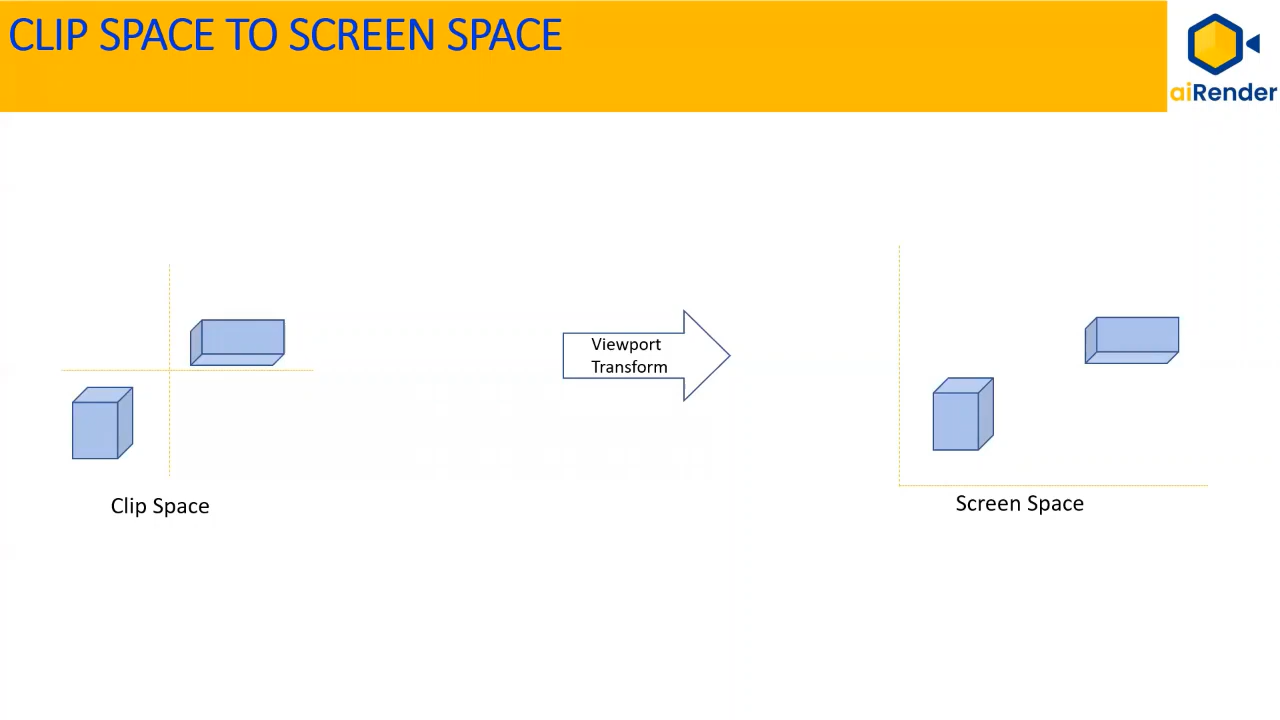 CLIP SPACE TO SCREEN SPACE
aiRender
Viewport
Transform
Clip Space
Screen Space